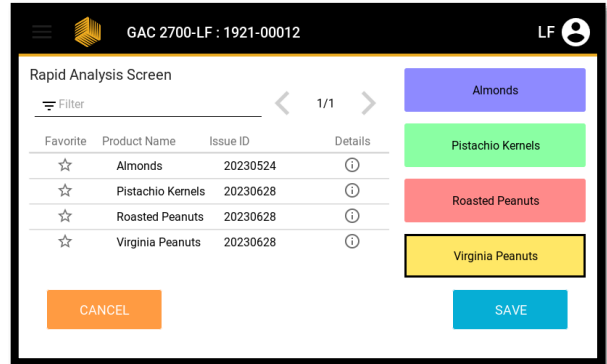 GAC 2700-LF : 1921-00012
LF
Rapid Analysis Screen
Filter
1/1
Favorite Product Name Issue ID Details
Almonds 20230524
Pistachio Kernels 20230628
Roasted Peanuts 20230628
Virginia Peanuts 20230628
Almonds
Pistachio Kernels
Roasted Peanuts
Virginia Peanuts
CANCEL
SAVE